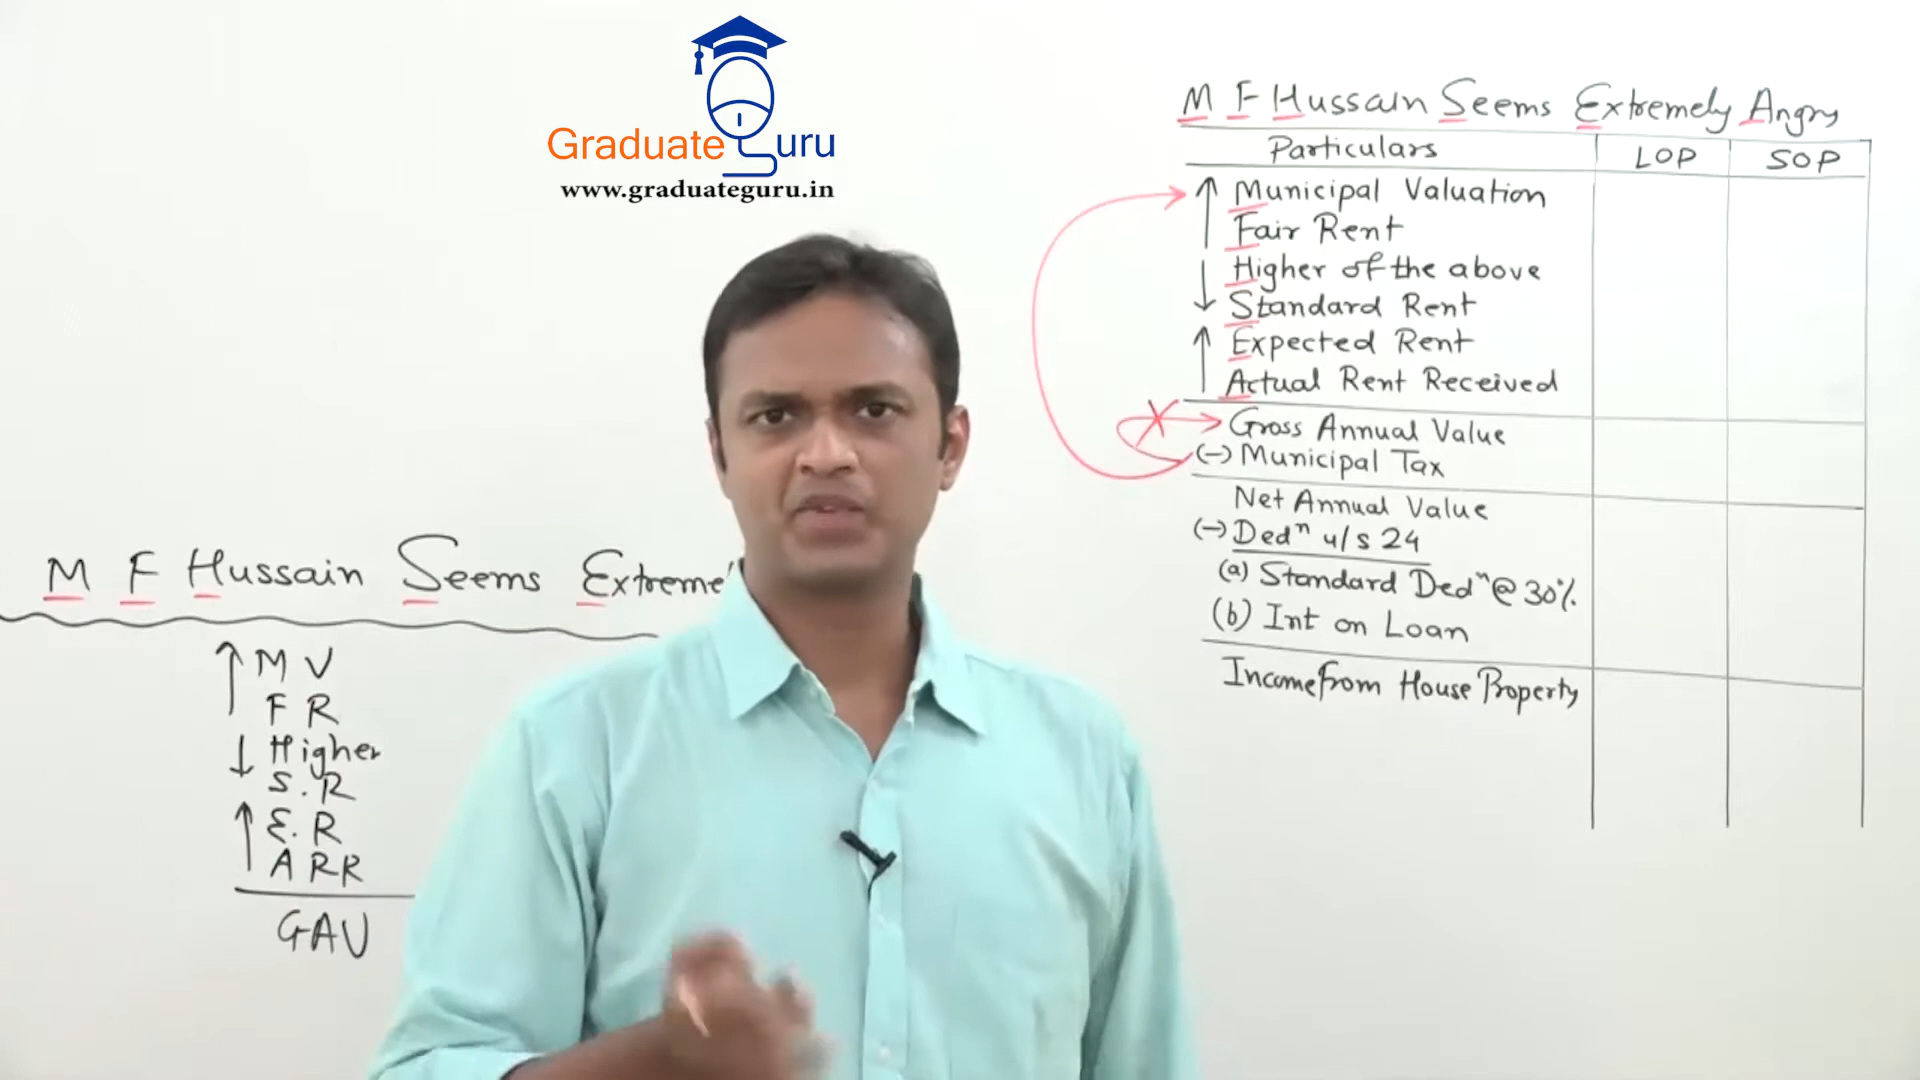 Graduate Guru
www.graduateguru.in
M F Hussain Seems Extremely Angry
Particulars LOP SOP
Municipal Valuation
Fair Rent
Higher of the above
Standard Rent
Expected Rent
Actual Rent Received
Gross Annual Value
(-) Municipal Tax
Net Annual Value
(-) Dedⁿ u/s 24
(a) Standard Dedⁿ @ 30%
(b) Int on Loan
Income from House Property
M F Hussain Seems Extreme
M V
F R
Higher
S.R
E.R
A R R
GAV